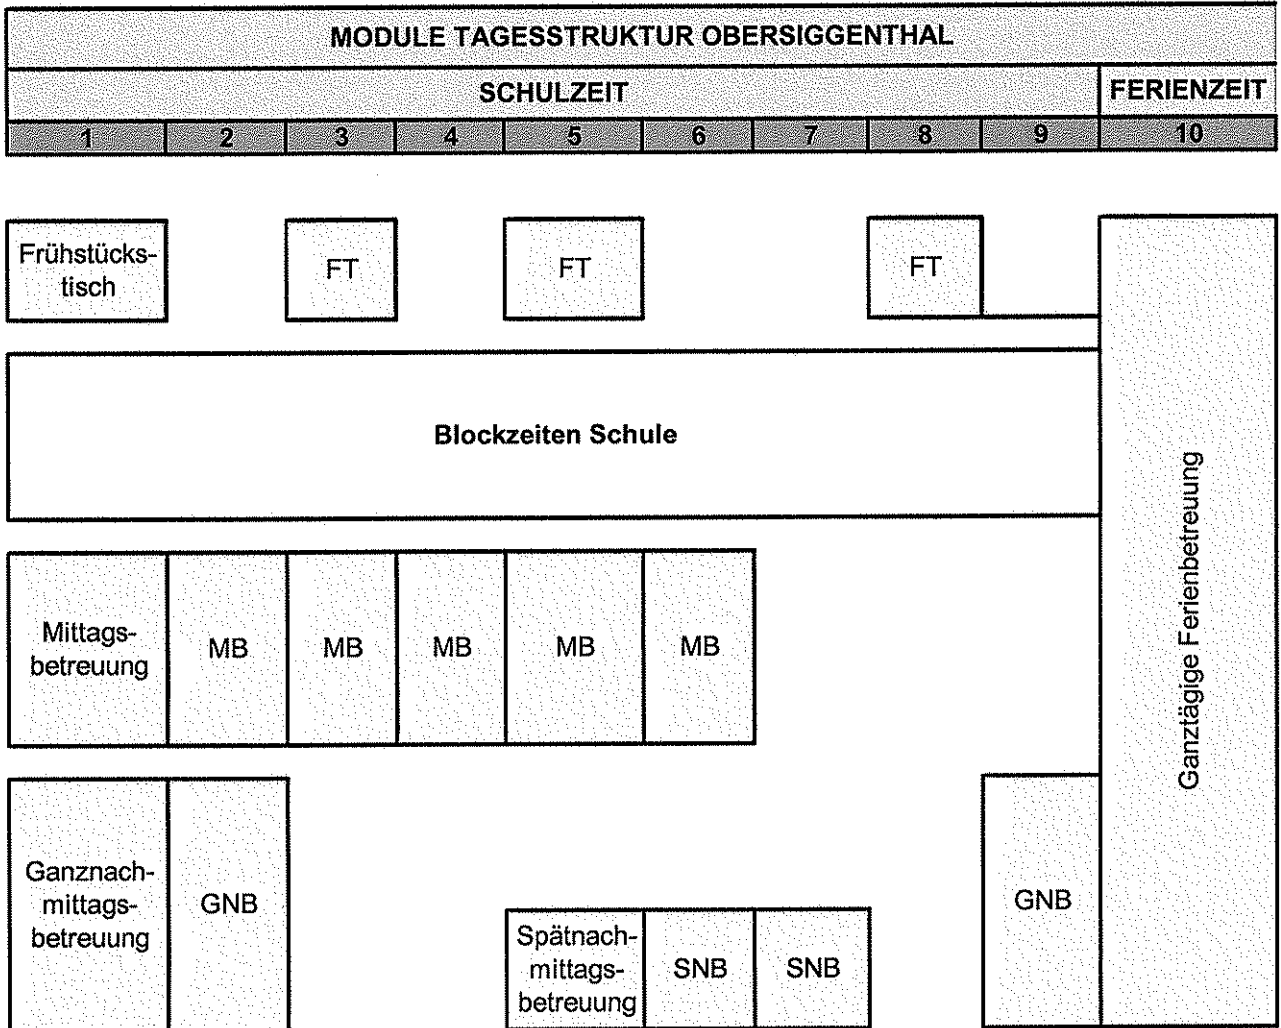 MODULE TAGESSTRUKTUR OBERSIGGENTHAL
SCHULZEIT FERIENZEIT
1 2 3 4 5 6 7 8 9 10
Frühstücks-
tisch
FT FT FT
Blockzeiten Schule
Mittags-
betreuung
MB MB MB MB MB
Ganztägige Ferienbetreuung
Ganznach-
mittags-
betreuung
GNB
Spätnach-
mittags-
betreuung
SNB SNB
GNB